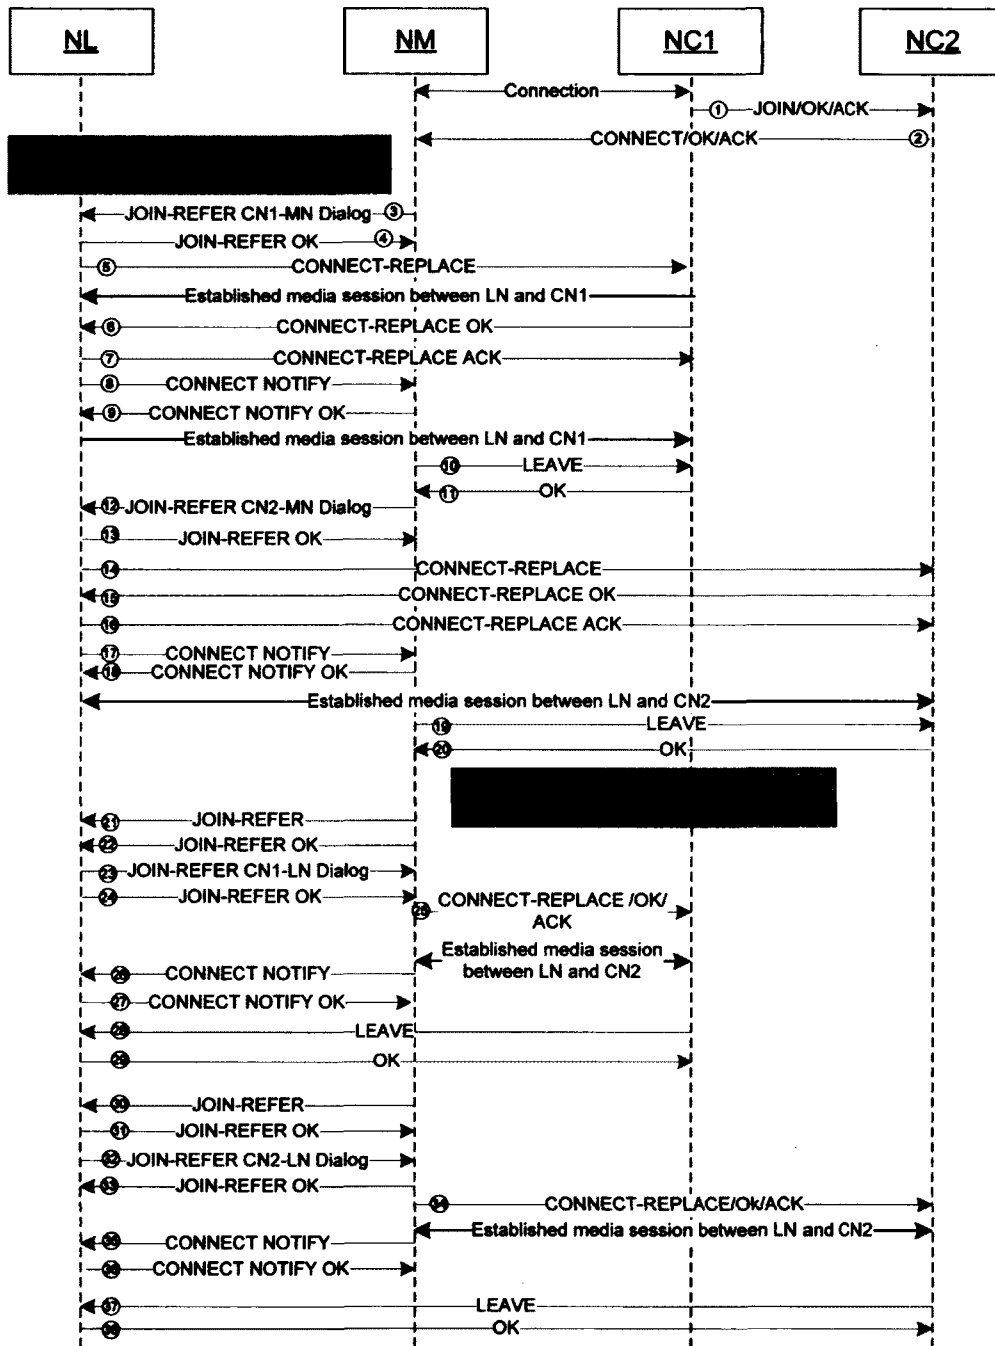 NL NM NC1 NC2
Connection
① JOIN/OK/ACK
CONNECT/OK/ACK ②
JOIN-REFER CN1-MN Dialog ③
JOIN-REFER OK ④
⑤ CONNECT-REPLACE
Established media session between LN and CN1
⑥ CONNECT-REPLACE OK
⑦ CONNECT-REPLACE ACK
⑧ CONNECT NOTIFY
⑨ CONNECT NOTIFY OK
Established media session between LN and CN1
⑩ LEAVE
⑪ OK
⑫ JOIN-REFER CN2-MN Dialog
⑬ JOIN-REFER OK
⑭ CONNECT-REPLACE
⑮ CONNECT-REPLACE OK
⑯ CONNECT-REPLACE ACK
⑰ CONNECT NOTIFY
⑱ CONNECT NOTIFY OK
Established media session between LN and CN2
⑲ LEAVE
⑳ OK
㉑ JOIN-REFER
㉒ JOIN-REFER OK
㉓ JOIN-REFER CN1-LN Dialog
㉔ JOIN-REFER OK
㉕ CONNECT-REPLACE /OK/
ACK
Established media session
between LN and CN2
㉖ CONNECT NOTIFY
㉗ CONNECT NOTIFY OK
㉘ LEAVE
㉙ OK
㉚ JOIN-REFER
㉛ JOIN-REFER OK
㉜ JOIN-REFER CN2-LN Dialog
㉝ JOIN-REFER OK
㉞ CONNECT-REPLACE/Ok/ACK
Established media session between LN and CN2
㉟ CONNECT NOTIFY
㊱ CONNECT NOTIFY OK
㊲ LEAVE
㊳ OK